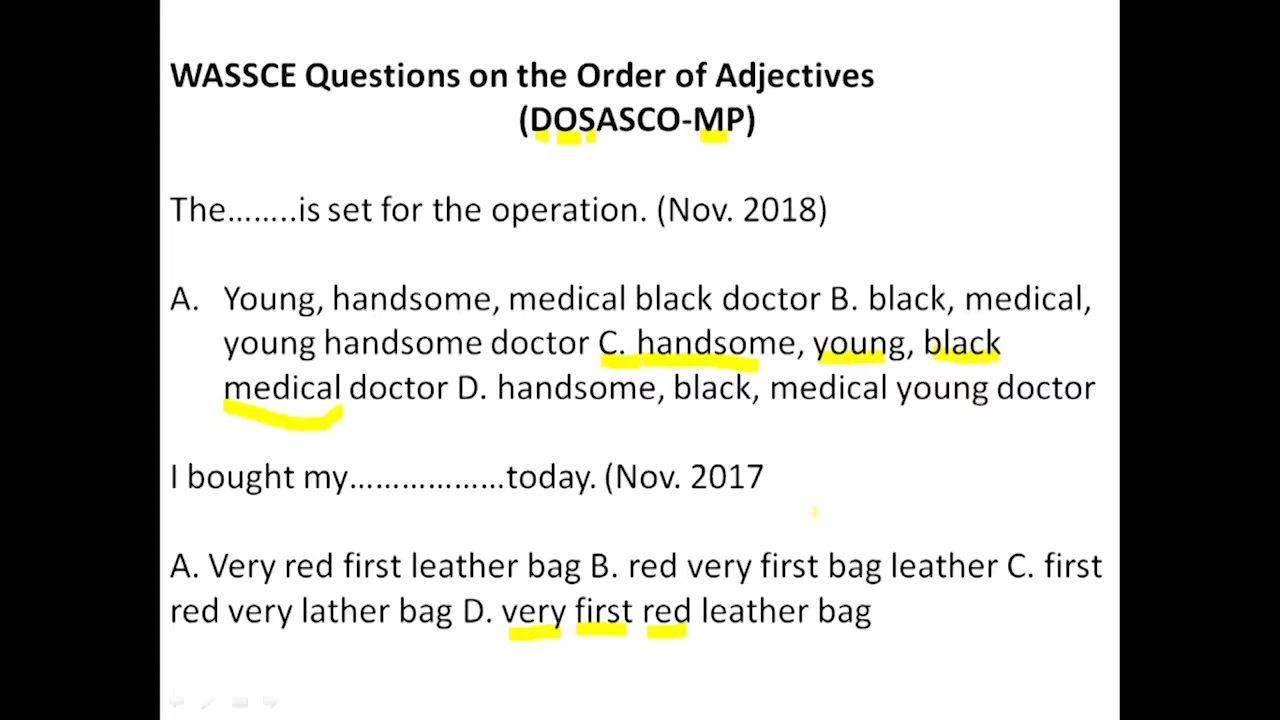 WASSCE Questions on the Order of Adjectives
(DOSASCO-MP)
The........is set for the operation. (Nov. 2018)
A. Young, handsome, medical black doctor B. black, medical,
young handsome doctor C. handsome, young, black
medical doctor D. handsome, black, medical young doctor
I bought my..................today. (Nov. 2017
A. Very red first leather bag B. red very first bag leather C. first
red very lather bag D. very first red leather bag